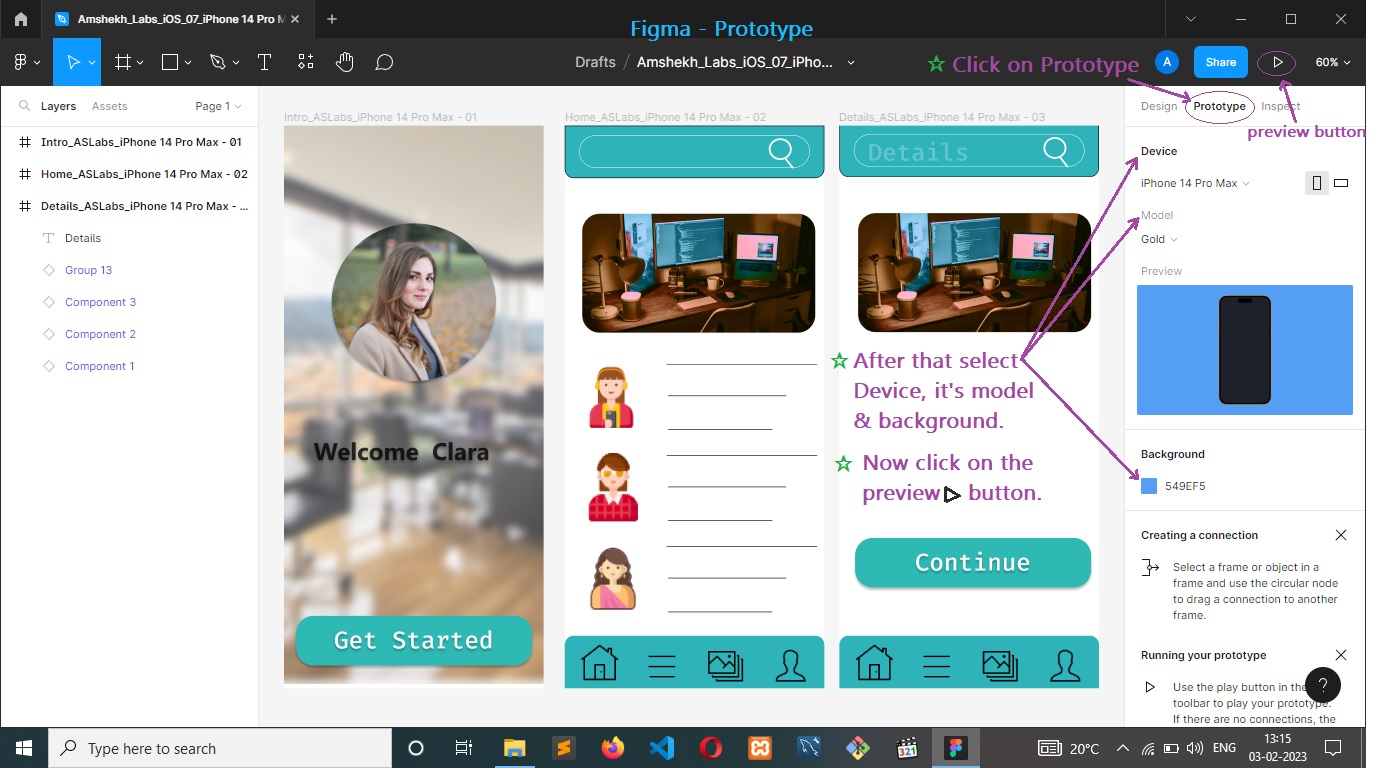 Amshekh_Labs_iOS_07_iPhone 14 Pro M
Figma - Prototype
Drafts / Amshekh_Labs_iOS_07_iPho...
☆ Click on Prototype
A
Share
60%
Layers
Assets
Page 1
Design
Prototype
Inspect
preview button
Intro_ASLabs_iPhone 14 Pro Max - 01
Home_ASLabs_iPhone 14 Pro Max - 02
Details_ASLabs_iPhone 14 Pro Max - ...
Details
Group 13
Component 3
Component 2
Component 1
Intro_ASLabs_iPhone 14 Pro Max - 01
Welcome Clara
Get Started
Home_ASLabs_iPhone 14 Pro Max - 02
Details_ASLabs_iPhone 14 Pro Max - 03
Details
☆ After that select
Device, it's model
& background.
☆ Now click on the
preview ▷ button.
Continue
Device
iPhone 14 Pro Max
Model
Gold
Preview
Background
549EF5
Creating a connection
Select a frame or object in a
frame and use the circular node
to drag a connection to another
frame.
Running your prototype
Use the play button in the
toolbar to play your prototype.
If there are no connections, the
?
Type here to search
321
20°C
ENG
13:15
03-02-2023